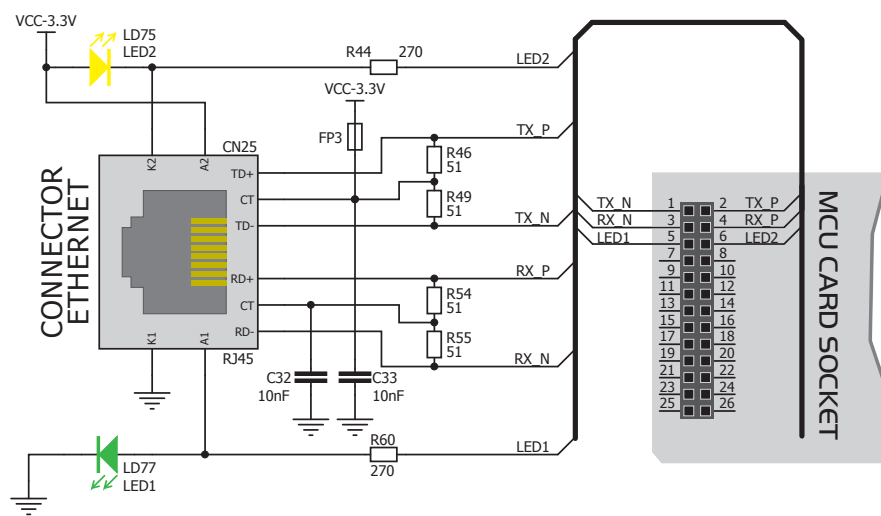 VCC-3.3V
LD75
LED2
R44
270
LED2
VCC-3.3V
FP3
TX_P
CN25
K2
A2
TD+
CT
TD-
RD+
CT
RD-
K1
A1
RJ45
CONNECTOR
ETHERNET
R46
51
R49
51
TX_N
RX_P
R54
51
R55
51
RX_N
C32
10nF
C33
10nF
R60
270
LED1
LD77
LED1
TX_N 1 2 TX_P
RX_N 3 4 RX_P
LED1 5 6 LED2
7 8
9 10
11 12
13 14
15 16
17 18
19 20
21 22
23 24
25 26
MCU CARD SOCKET